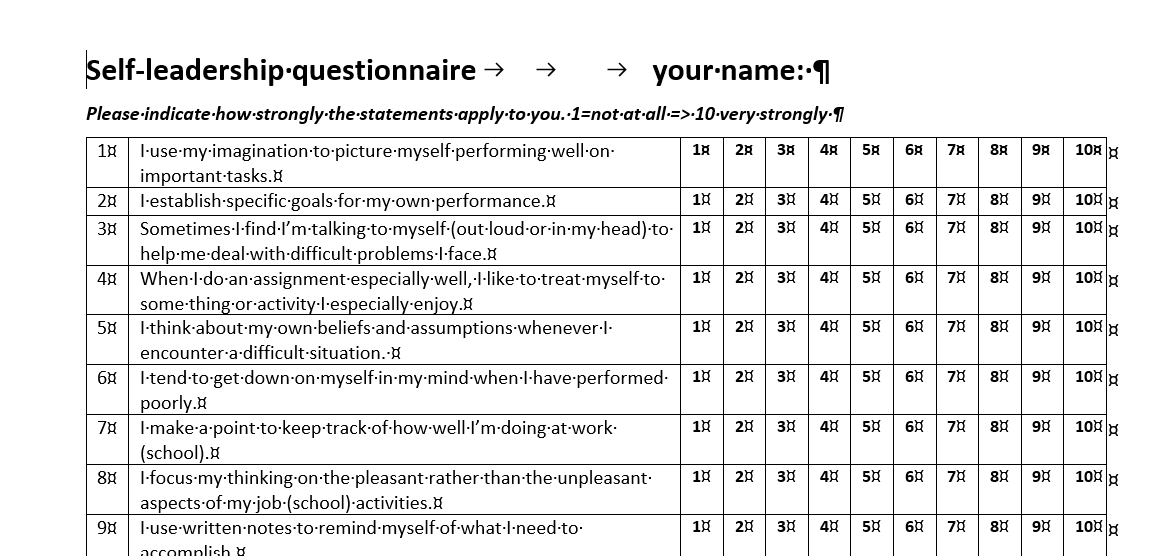 Self-leadership questionnaire → → → your name: ¶
Please indicate how strongly the statements apply to you. 1=not at all => 10 very strongly ¶
1¤ I use my imagination to picture myself performing well on 1¤ 2¤ 3¤ 4¤ 5¤ 6¤ 7¤ 8¤ 9¤ 10¤ ¤
important tasks.¤
2¤ I establish specific goals for my own performance.¤ 1¤ 2¤ 3¤ 4¤ 5¤ 6¤ 7¤ 8¤ 9¤ 10¤ ¤
3¤ Sometimes I find I’m talking to myself (out loud or in my head) to 1¤ 2¤ 3¤ 4¤ 5¤ 6¤ 7¤ 8¤ 9¤ 10¤ ¤
help me deal with difficult problems I face.¤
4¤ When I do an assignment especially well, I like to treat myself to 1¤ 2¤ 3¤ 4¤ 5¤ 6¤ 7¤ 8¤ 9¤ 10¤ ¤
some thing or activity I especially enjoy.¤
5¤ I think about my own beliefs and assumptions whenever I 1¤ 2¤ 3¤ 4¤ 5¤ 6¤ 7¤ 8¤ 9¤ 10¤ ¤
encounter a difficult situation. ¤
6¤ I tend to get down on myself in my mind when I have performed 1¤ 2¤ 3¤ 4¤ 5¤ 6¤ 7¤ 8¤ 9¤ 10¤ ¤
poorly.¤
7¤ I make a point to keep track of how well I’m doing at work 1¤ 2¤ 3¤ 4¤ 5¤ 6¤ 7¤ 8¤ 9¤ 10¤ ¤
(school).¤
8¤ I focus my thinking on the pleasant rather than the unpleasant 1¤ 2¤ 3¤ 4¤ 5¤ 6¤ 7¤ 8¤ 9¤ 10¤ ¤
aspects of my job (school) activities.¤
9¤ I use written notes to remind myself of what I need to 1¤ 2¤ 3¤ 4¤ 5¤ 6¤ 7¤ 8¤ 9¤ 10¤ ¤
accomplish.¤